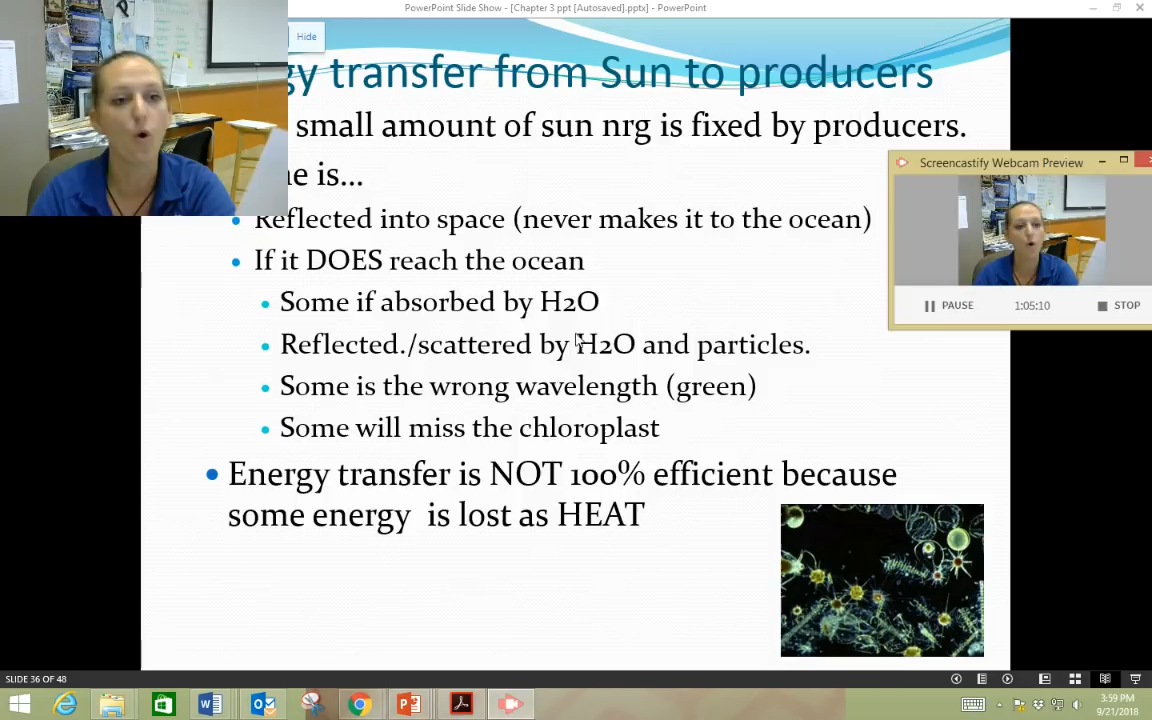 PowerPoint Slide Show - [Chapter 3 ppt [Autosaved].pptx] - PowerPoint
Hide
gy transfer from Sun to producers
small amount of sun nrg is fixed by producers.
e is...
Reflected into space (never makes it to the ocean)
If it DOES reach the ocean
Some if absorbed by H2O
Reflected./scattered by H2O and particles.
Some is the wrong wavelength (green)
Some will miss the chloroplast
Energy transfer is NOT 100% efficient because
some energy is lost as HEAT
Screencastify Webcam Preview
PAUSE 1:05:10 STOP
SLIDE 36 OF 48
3:59 PM
9/21/2018